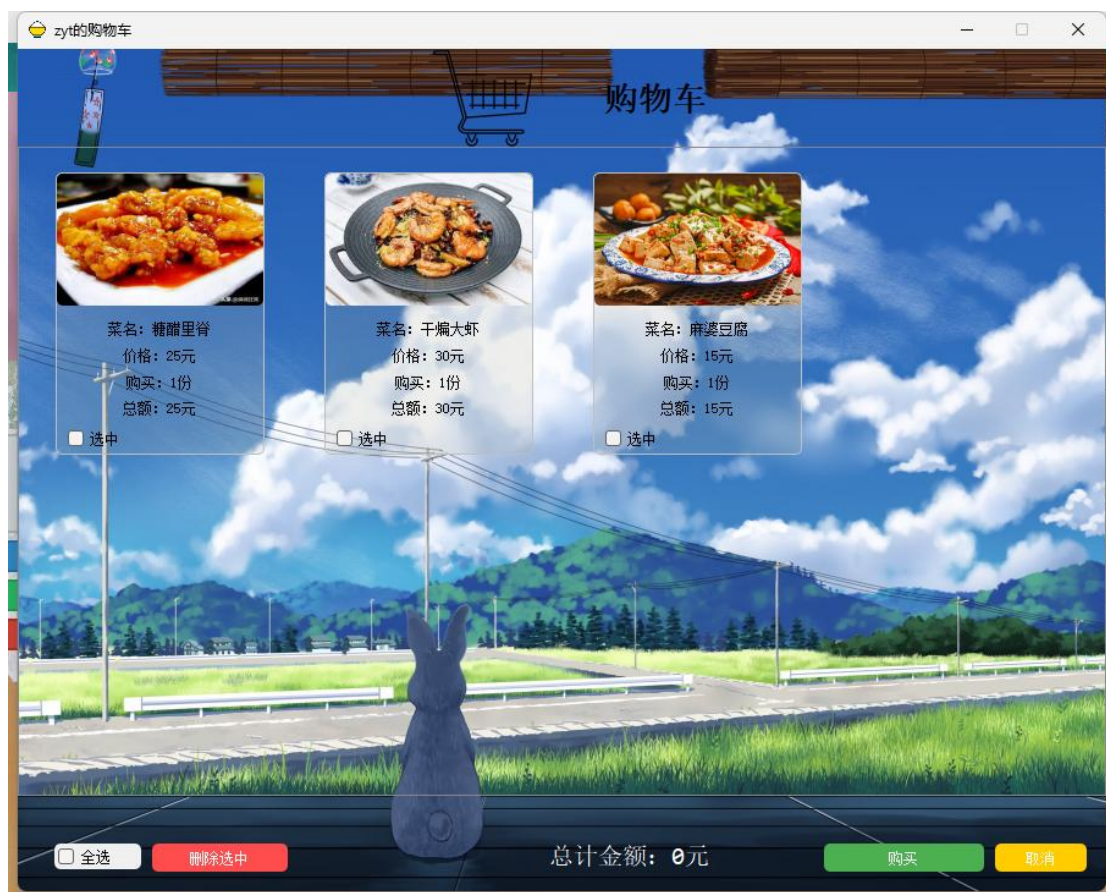 zyt的购物车
购物车
菜名：糖醋里脊
价格：25元
购买：1份
总额：25元
选中
菜名：干煸大虾
价格：30元
购买：1份
总额：30元
选中
菜名：麻婆豆腐
价格：15元
购买：1份
总额：15元
选中
全选
删除选中
总计金额：0元
购买
取消